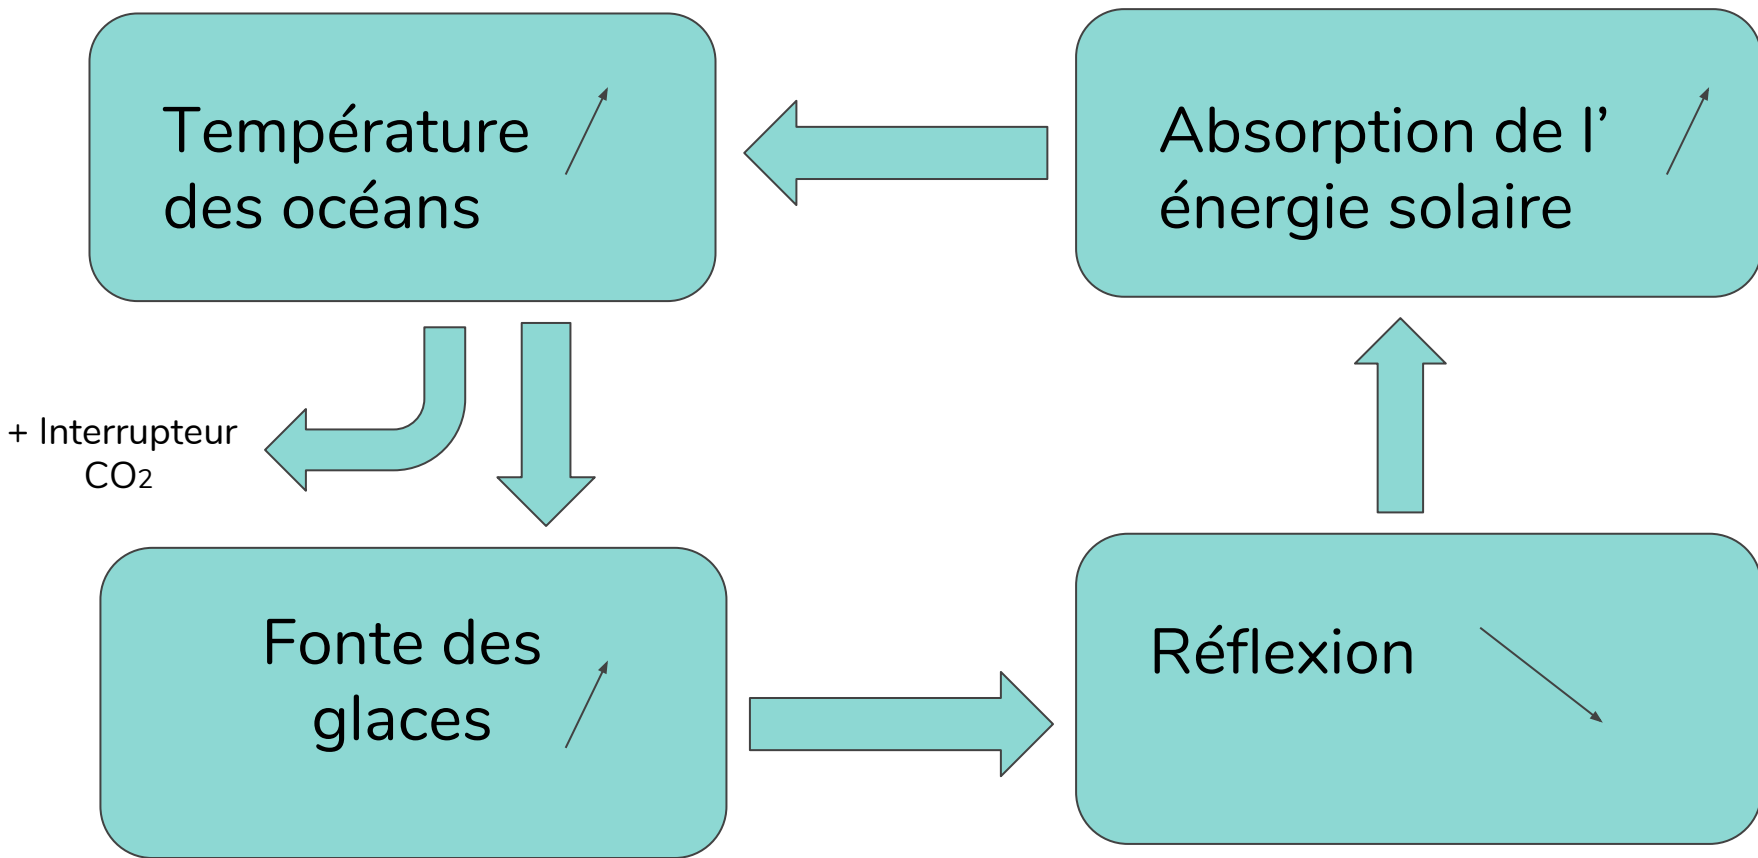 Température
des océans
Absorption de l’
énergie solaire
+ Interrupteur
CO2
Fonte des
glaces
Réflexion